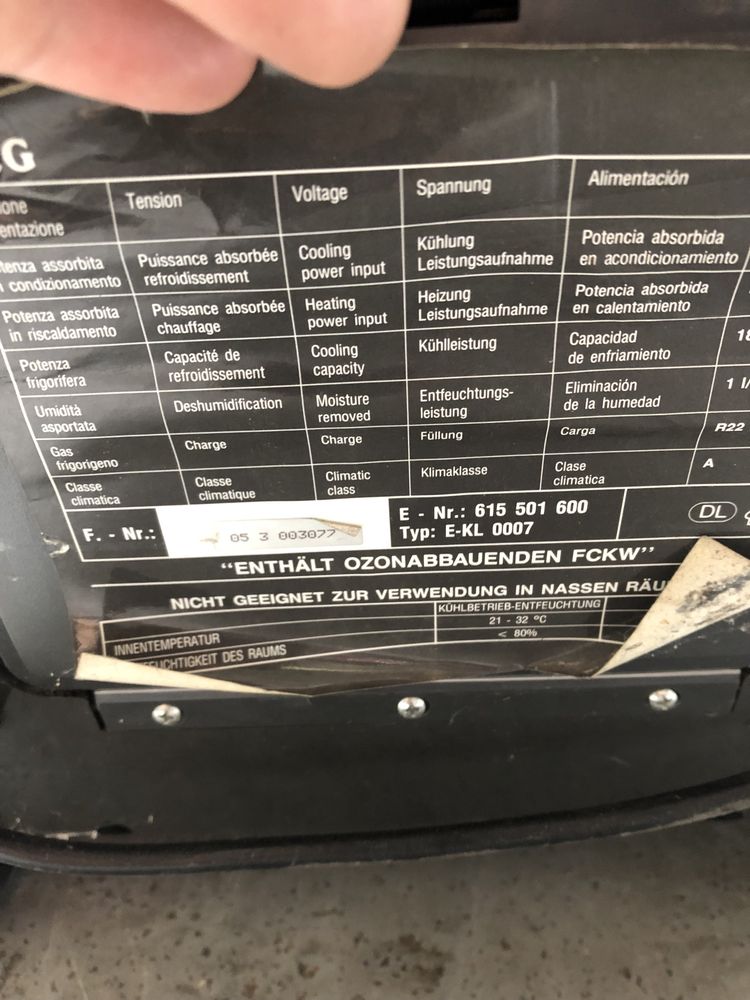 G
ione
entazione
Tension
Voltage
Spannung
Alimentación
tenza assorbita
condizionamento
Puissance absorbée
refroidissement
Cooling
power input
Kühlung
Leistungsaufnahme
Potencia absorbida
en acondicionamiento
Potenza assorbita
in riscaldamento
Puissance absorbée
chauffage
Heating
power input
Heizung
Leistungsaufnahme
Potencia absorbida
en calentamiento
Potenza
frigorifera
Capacité de
refroidissement
Cooling
capacity
Kühlleistung
Capacidad
de enfriamiento
18
Umidità
asportata
Deshumidification
Moisture
removed
Entfeuchtungs-
leistung
Eliminación
de la humedad
1 l/
Gas
frigorigeno
Charge
Charge
Füllung
Carga
R22
Classe
climatica
Classe
climatique
Climatic
class
Klimaklasse
Clase
climatica
A
F. - Nr.:
05 3 003077
E - Nr.: 615 501 600
Typ: E-KL 0007
DL
"ENTHÄLT OZONABBAUENDEN FCKW"
NICHT GEEIGNET ZUR VERWENDUNG IN NASSEN RÄU
KÜHLBETRIEB-ENTFEUCHTUNG
INNENTEMPERATUR
21 - 32 ºC
EUCHTIGKEIT DES RAUMS
< 80%